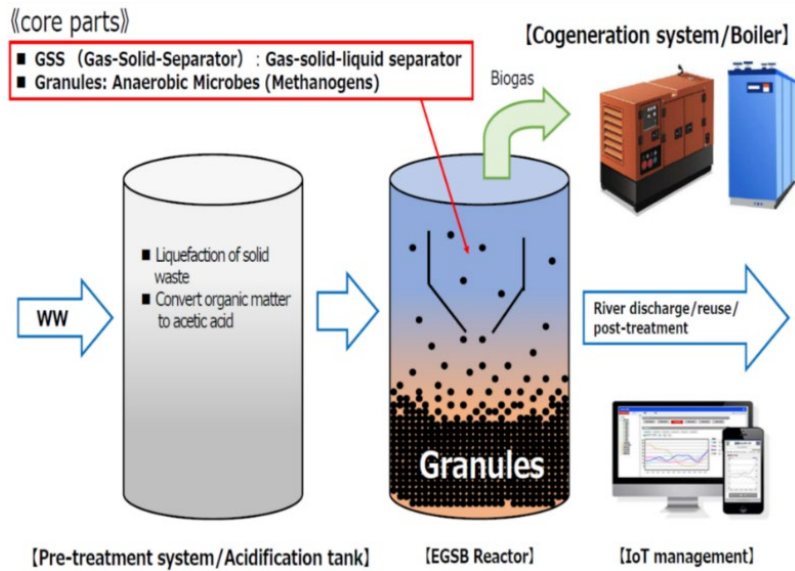 《core parts》
■ GSS (Gas-Solid-Separator) : Gas-solid-liquid separator
■ Granules: Anaerobic Microbes (Methanogens)
【Cogeneration system/Boiler】
Biogas
■ Liquefaction of solid
waste
■ Convert organic matter
to acetic acid
WW
River discharge/reuse/
post-treatment
Granules
【Pre-treatment system/Acidification tank】
【EGSB Reactor】
【IoT management】